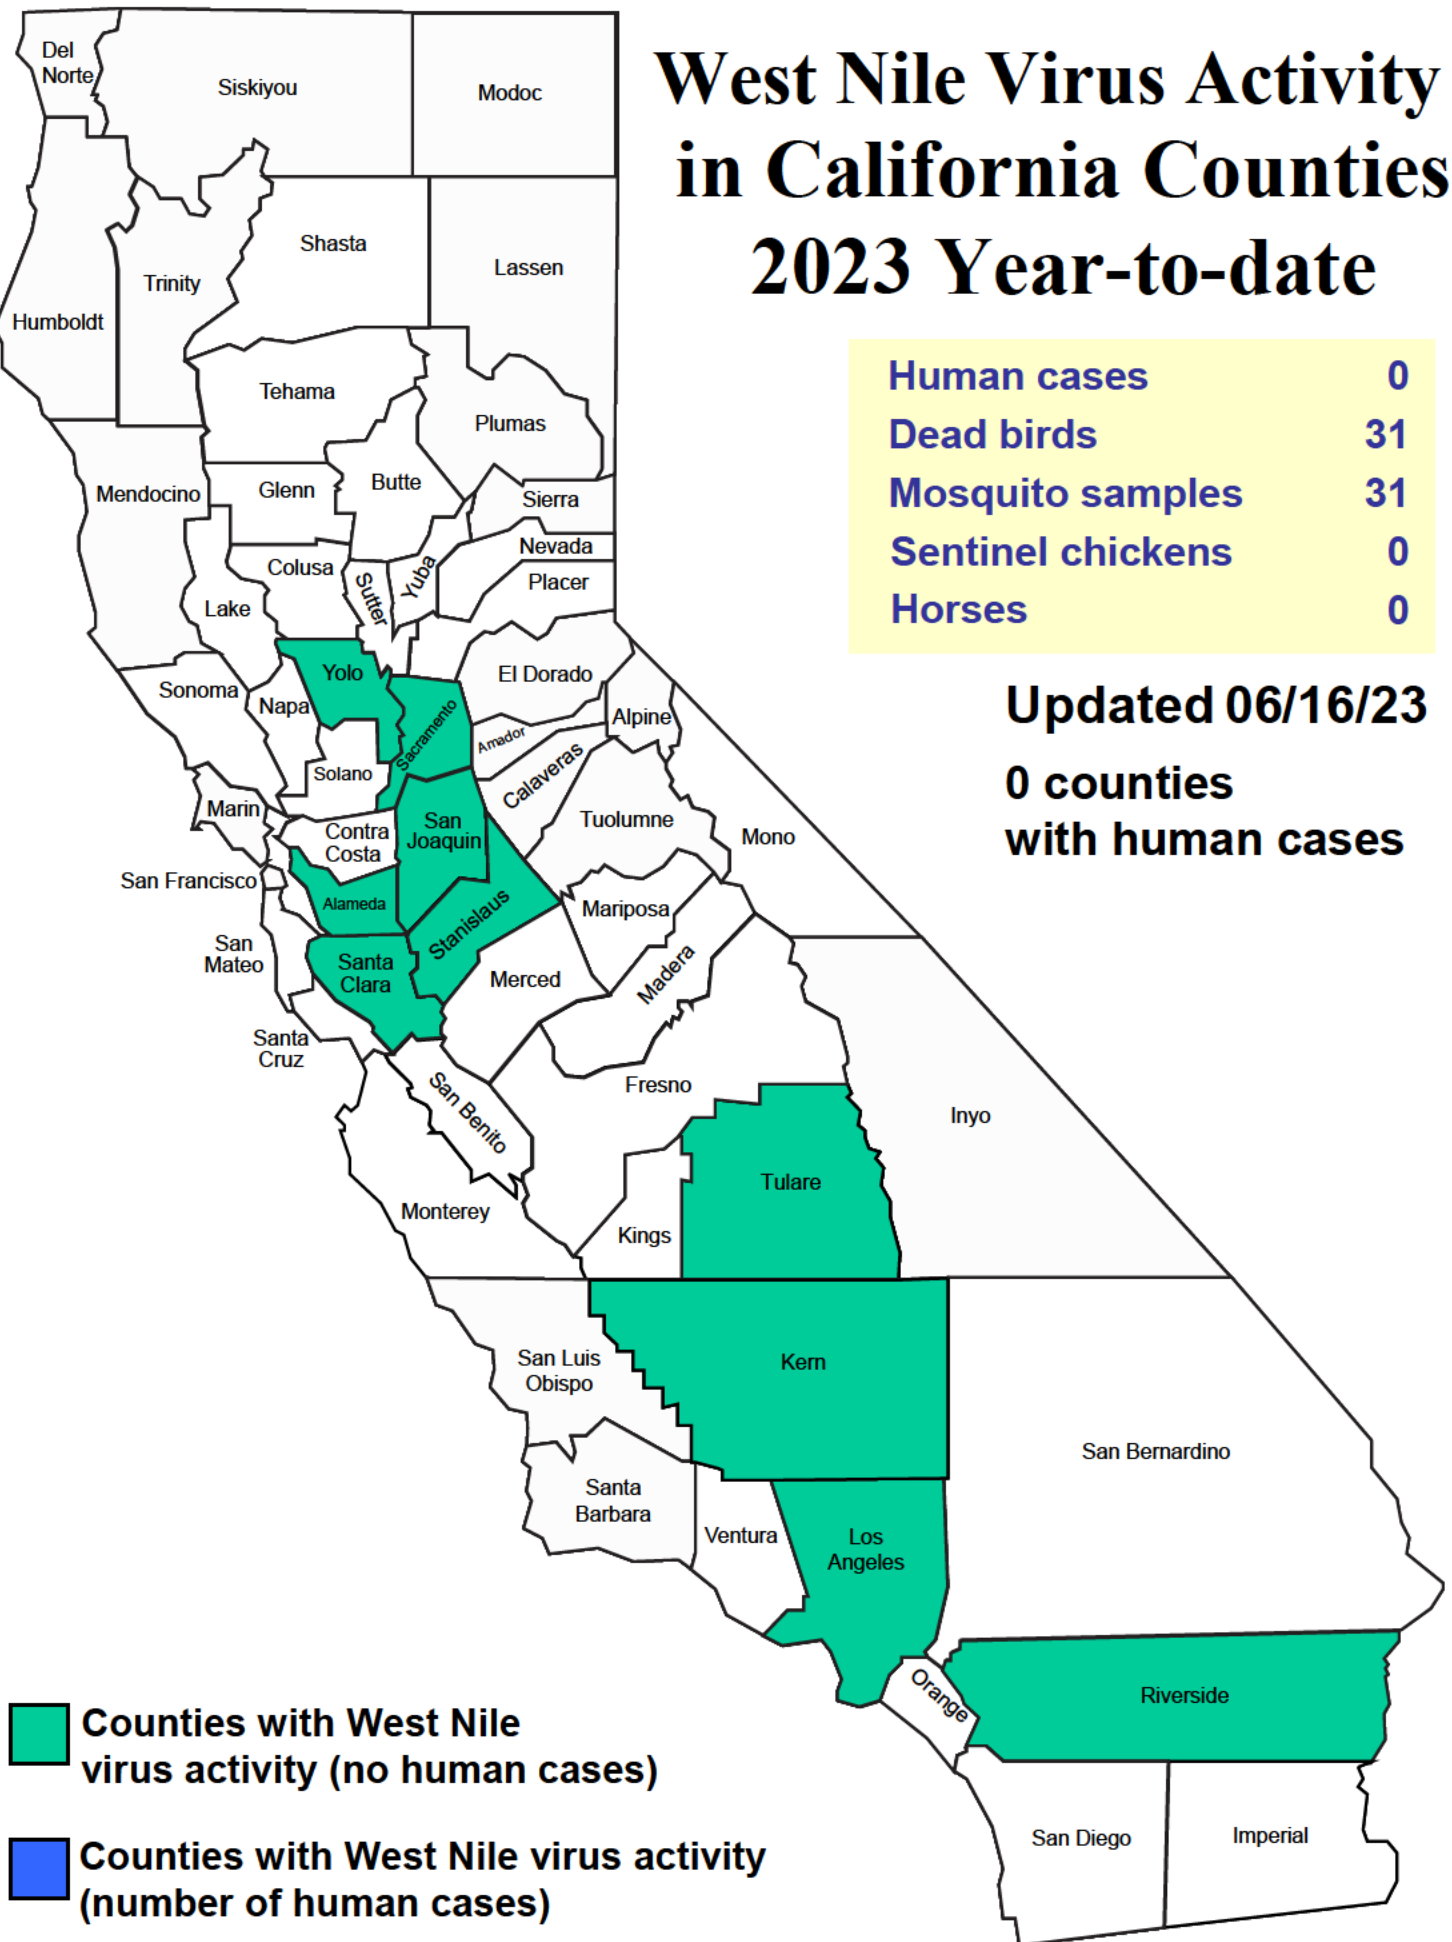 West Nile Virus Activity
in California Counties
2023 Year-to-date
Human cases 0
Dead birds 31
Mosquito samples 31
Sentinel chickens 0
Horses 0
Updated 06/16/23
0 counties
with human cases
Del
Norte
Siskiyou
Modoc
Shasta
Lassen
Trinity
Humboldt
Tehama
Plumas
Mendocino
Glenn
Butte
Sierra
Nevada
Colusa
Sutter
Yuba
Placer
Lake
Yolo
El Dorado
Sonoma
Napa
Sacramento
Alpine
Amador
Solano
Calaveras
Marin
Contra
Costa
San
Joaquin
Tuolumne
Mono
San Francisco
Alameda
Stanislaus
Mariposa
San
Mateo
Santa
Clara
Merced
Madera
Santa
Cruz
San Benito
Fresno
Inyo
Monterey
Kings
Tulare
San Luis
Obispo
Kern
San Bernardino
Santa
Barbara
Ventura
Los
Angeles
Orange
Riverside
San Diego
Imperial
Counties with West Nile
virus activity (no human cases)
Counties with West Nile virus activity
(number of human cases)